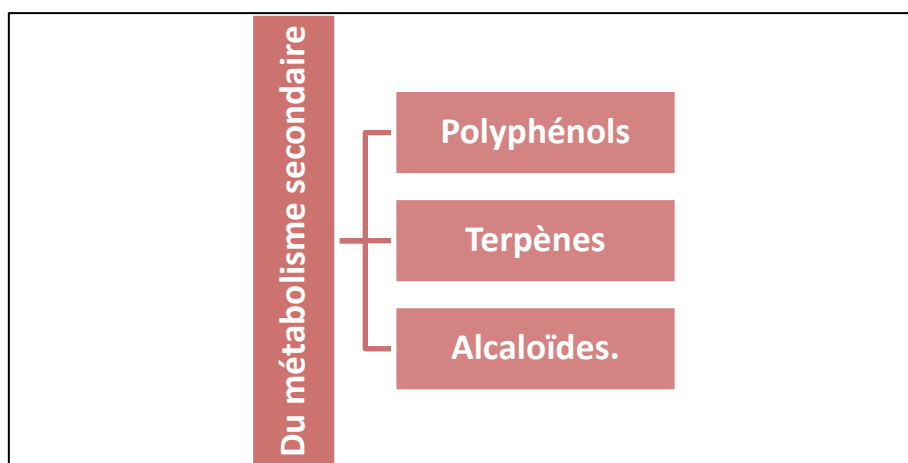 Du métabolisme secondaire
Polyphénols
Terpènes
Alcaloïdes.